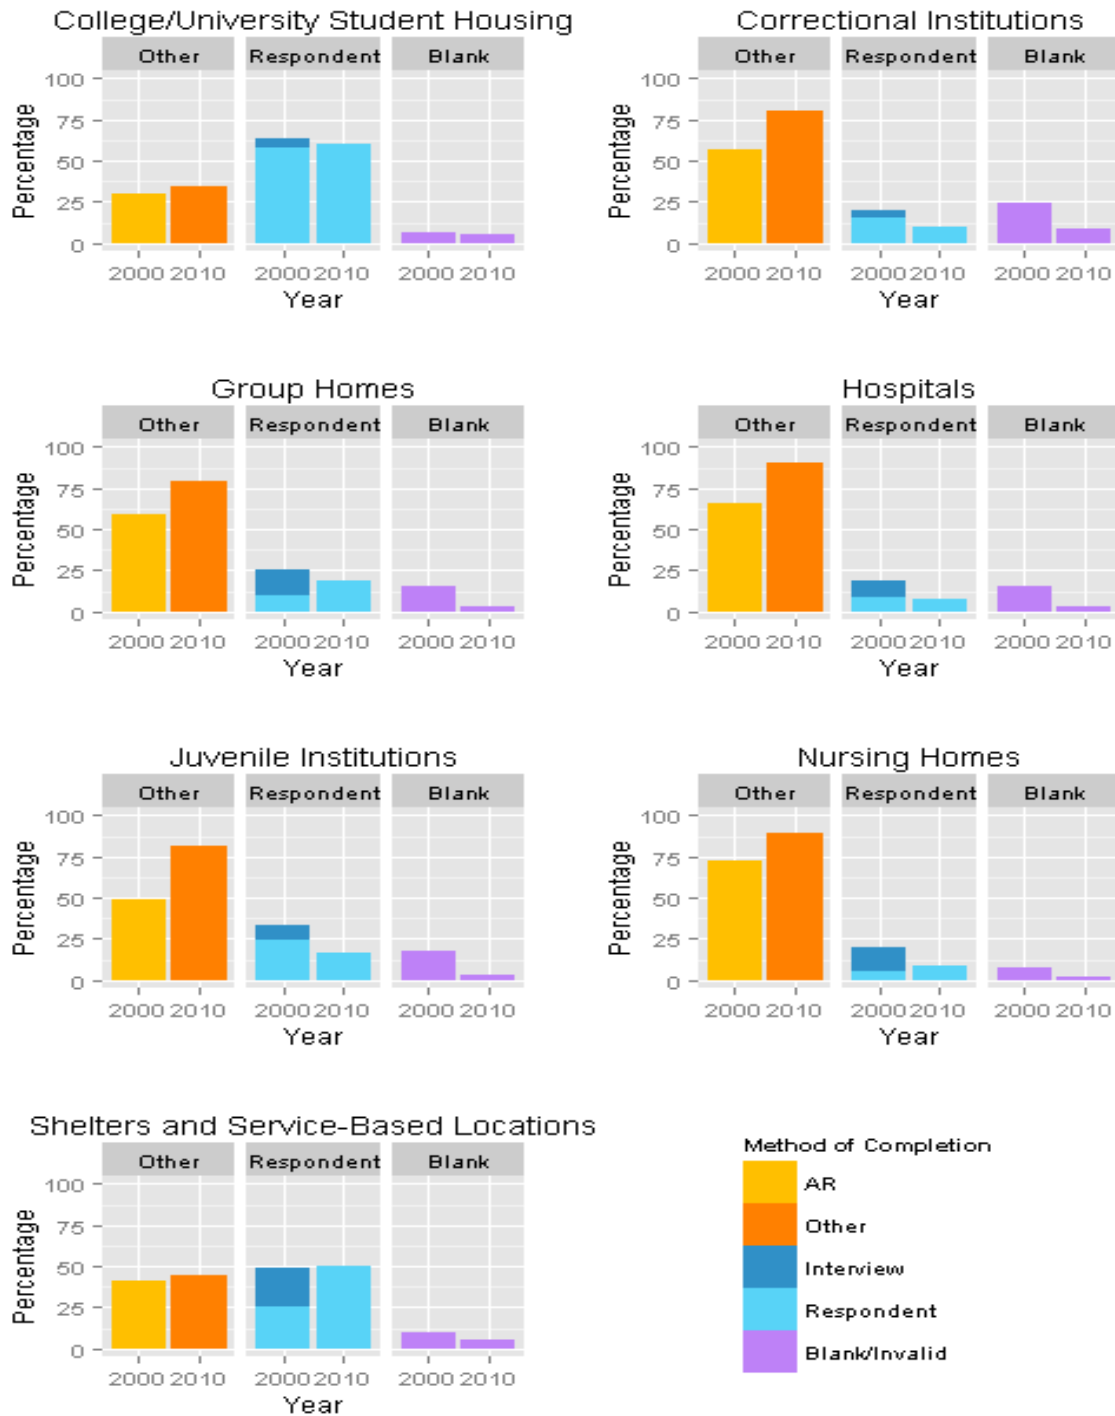 College/University Student Housing
Other Respondent Blank
100
75
50
25
0
Percentage
2000 2010 2000 2010 2000 2010
Year
Correctional Institutions
Other Respondent Blank
100
75
50
25
0
Percentage
2000 2010 2000 2010 2000 2010
Year
Group Homes
Other Respondent Blank
100
75
50
25
0
Percentage
2000 2010 2000 2010 2000 2010
Year
Hospitals
Other Respondent Blank
100
75
50
25
0
Percentage
2000 2010 2000 2010 2000 2010
Year
Juvenile Institutions
Other Respondent Blank
100
75
50
25
0
Percentage
2000 2010 2000 2010 2000 2010
Year
Nursing Homes
Other Respondent Blank
100
75
50
25
0
Percentage
2000 2010 2000 2010 2000 2010
Year
Shelters and Service-Based Locations
Other Respondent Blank
100
75
50
25
0
Percentage
2000 2010 2000 2010 2000 2010
Year
Method of Completion
AR
Other
Interview
Respondent
Blank/Invalid